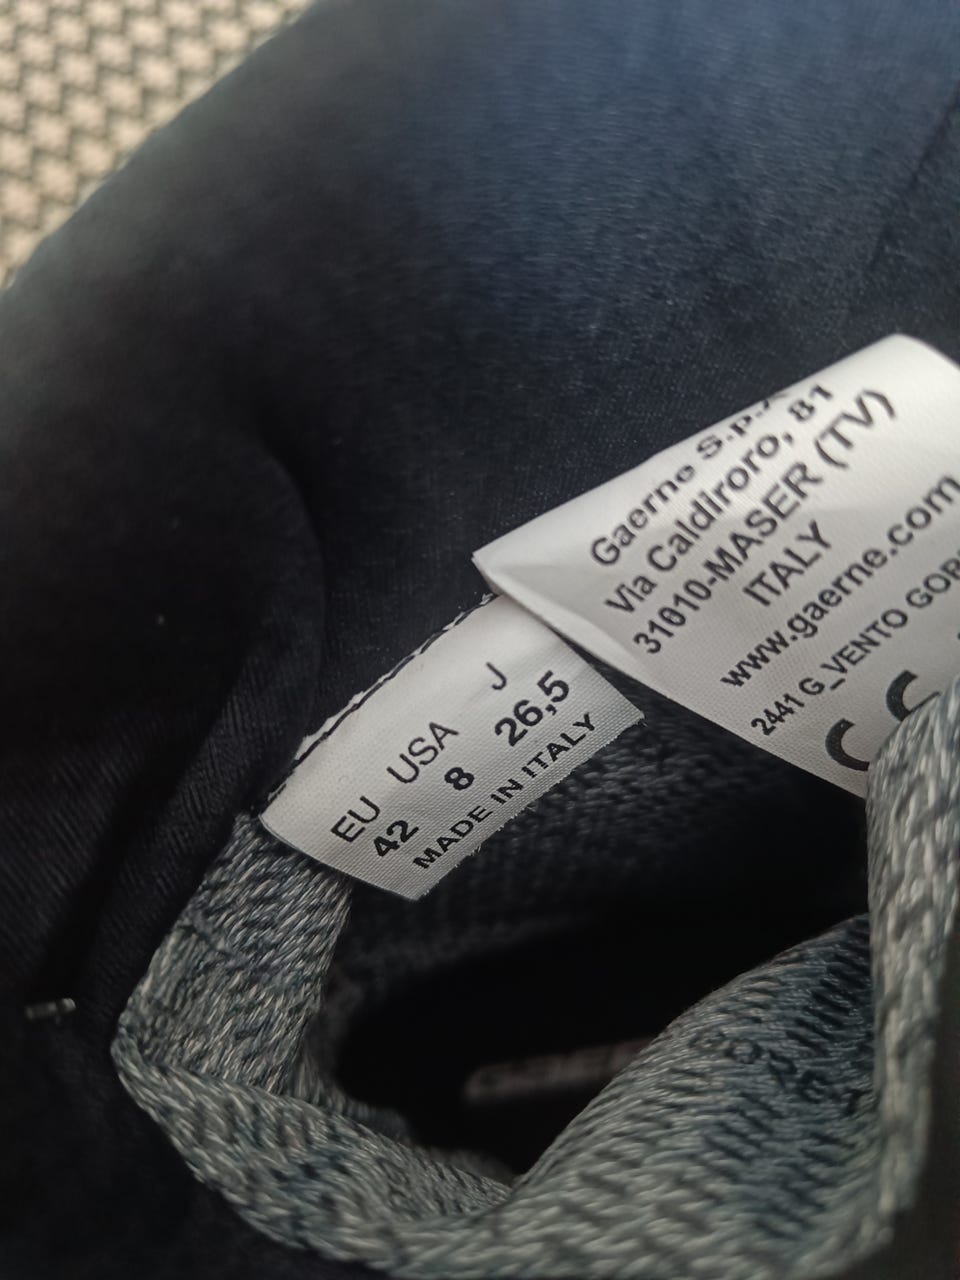 Gaerne S.p.A
Via Caldiroro, 81
31010-MASER (TV)
ITALY
www.gaerne.com
2441 G_VENTO
EU USA J
42 8 26,5
MADE IN ITALY